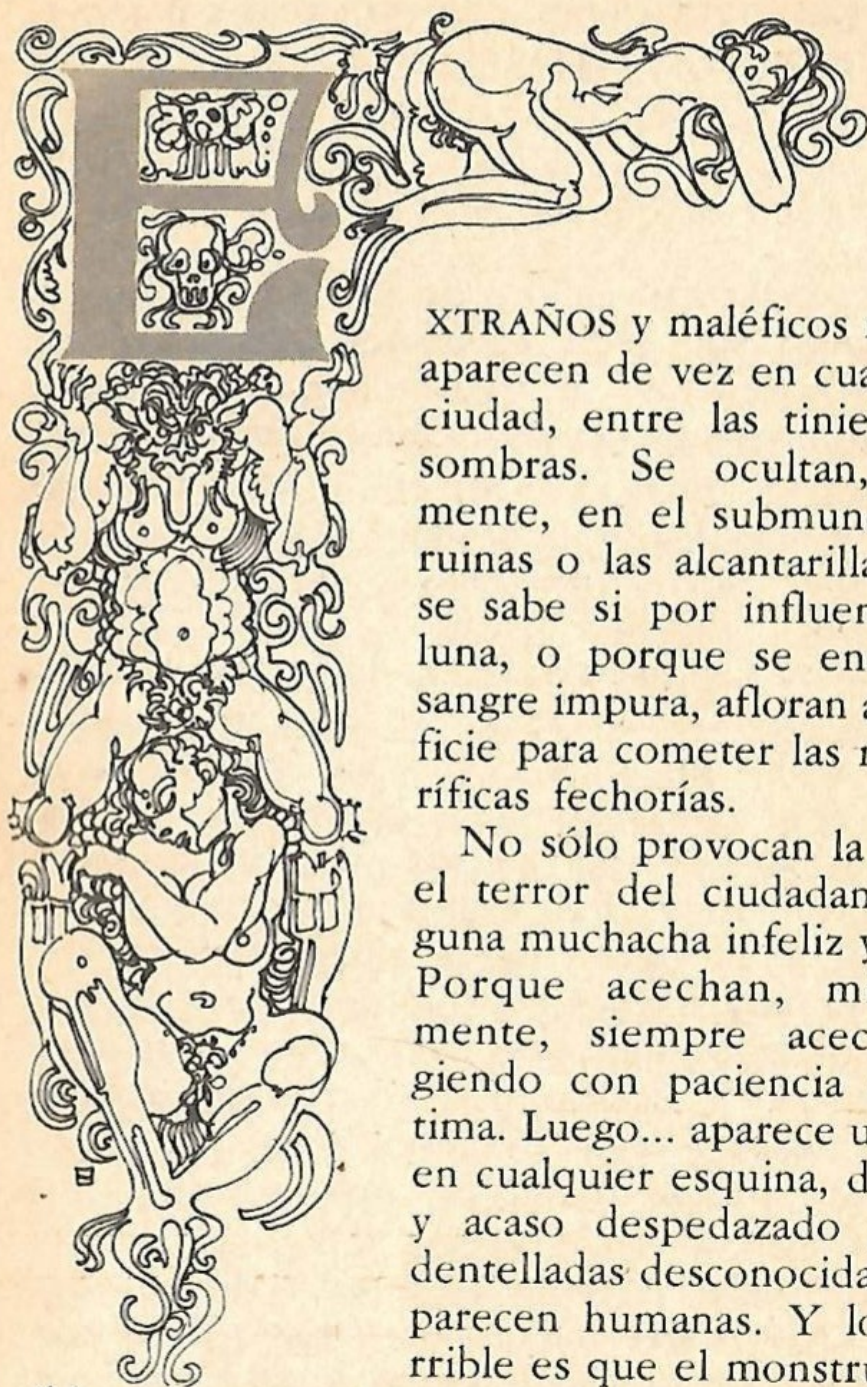 EXTRAÑOS y maléficos
aparecen de vez en cua
ciudad, entre las tinie
sombras. Se ocultan,
mente, en el submun
ruinas o las alcantarilla
se sabe si por influer
luna, o porque se en
sangre impura, afloran a
ficie para cometer las
ríficas fechorías.
No sólo provocan la
el terror del ciudadan
guna muchacha infeliz y
Porque acechan, m
mente, siempre acec
giendo con paciencia
tima. Luego... aparece u
en cualquier esquina, d
y acaso despedazado
dentelladas desconocida
parecen humanas. Y lo
rrible es que el monstru